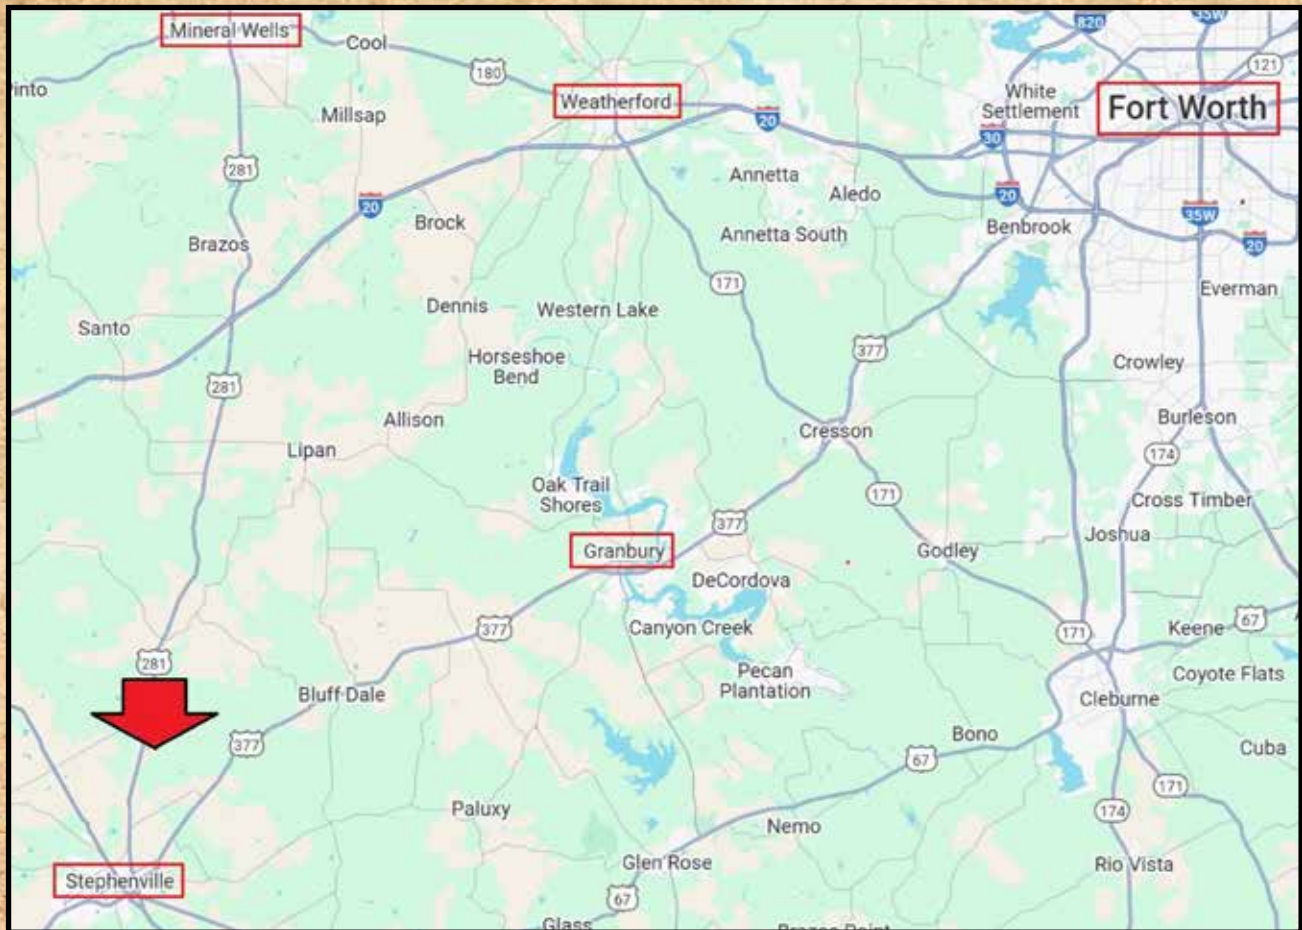 820
35W
Mineral Wells
Cool
180
121
into
White
Settlement
Weatherford
Fort Worth
Millsap
20
30
281
Annetta
Aledo
20
20
Brock
35W
Benbrook
Annetta South
Brazos
20
171
Everman
Dennis
Western Lake
Santo
377
Horseshoe
Bend
Crowley
281
Allison
Burleson
Cresson
Lipan
174
Oak Trail
Shores
171
Cross Timber
377
Joshua
Granbury
Godley
DeCordova
67
377
Canyon Creek
171
Keene
281
Pecan
Plantation
Coyote Flats
Bluff Dale
Cleburne
377
Bono
67
Cuba
171
Paluxy
174
Nemo
Glen Rose
Rio Vista
Stephenville
67
Glass
Brazos Point